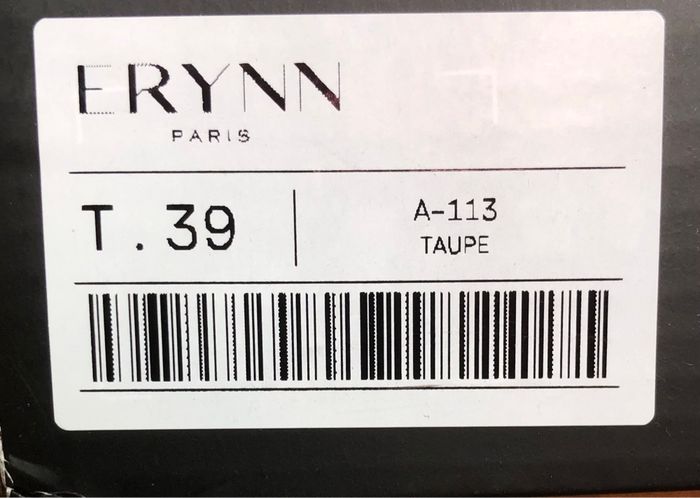 ERYNN
PARIS
T.39
A-113
TAUPE